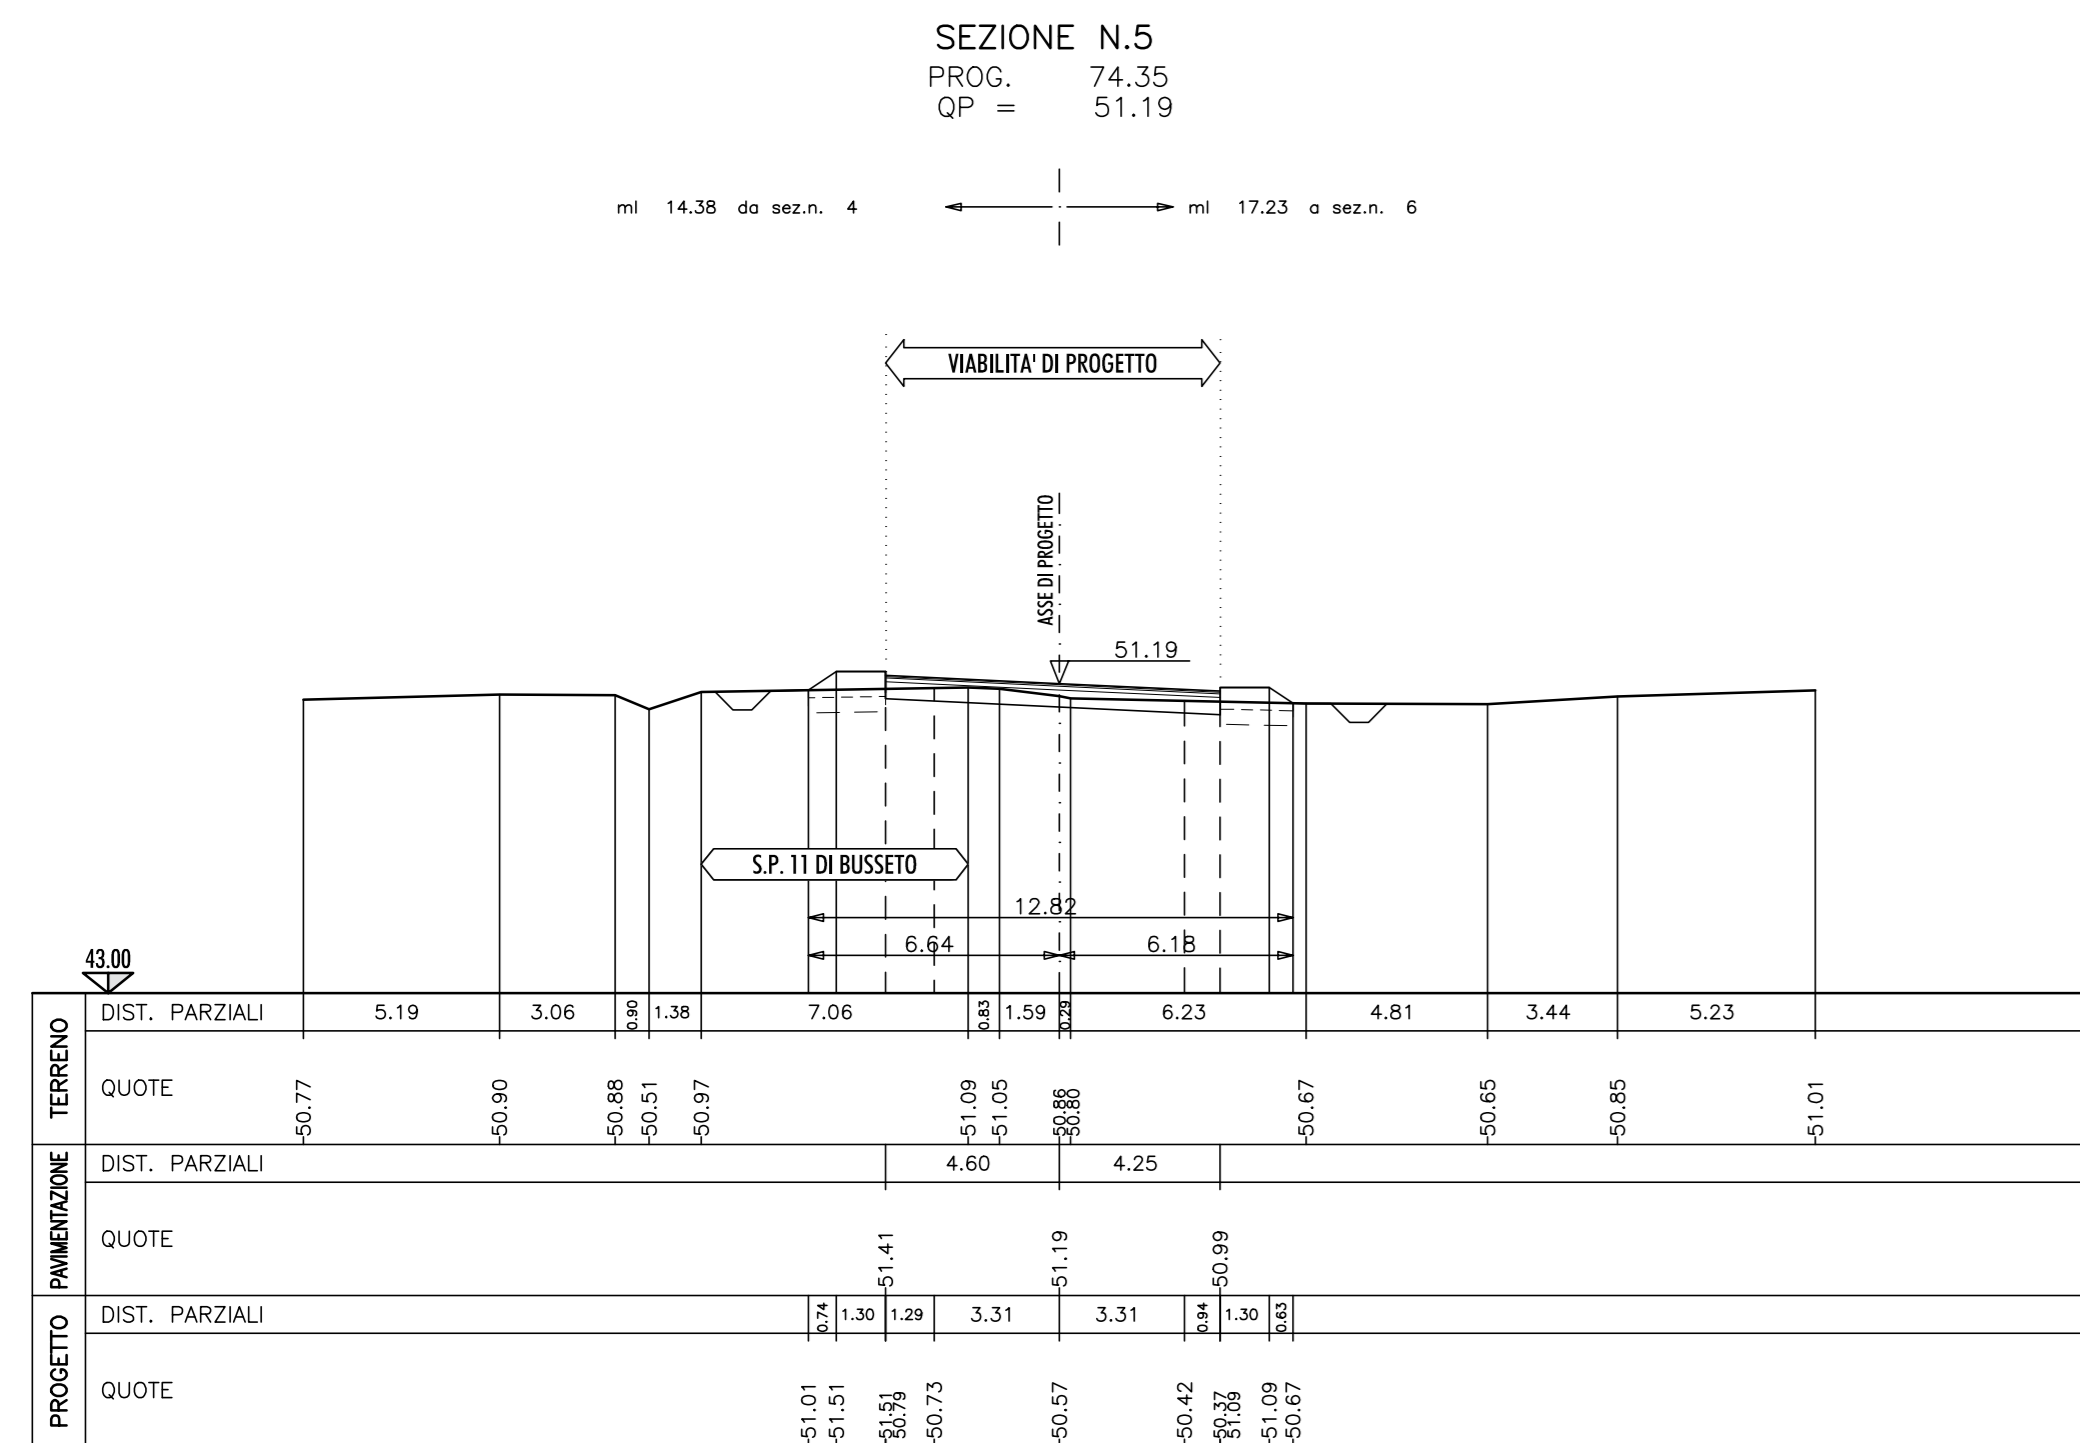 SEZIONE N.5
PROG. 74.35
QP = 51.19
ml 14.38 da sez.n. 4
ml 17.23 a sez.n. 6
VIABILITA' DI PROGETTO
ASSE DI PROGETTO
51.19
S.P. 11 DI BUSSETO
12.82
6.64 6.18
43.00
TERRENO
DIST. PARZIALI 5.19 3.06 0.90 1.38 7.06 0.83 1.59 0.29 6.23 4.81 3.44 5.23
QUOTE 50.77 50.90 50.88 50.51 50.97 51.09 51.05 50.86 50.80 50.67 50.65 50.85 51.01
PAVIMENTAZIONE
DIST. PARZIALI 4.60 4.25
QUOTE 51.41 51.19 50.99
PROGETTO
DIST. PARZIALI 0.74 1.30 1.29 3.31 3.31 0.94 1.30 0.63
QUOTE 51.01 51.51 51.51 50.79 50.73 50.57 50.42 50.37 51.09 51.09 50.67